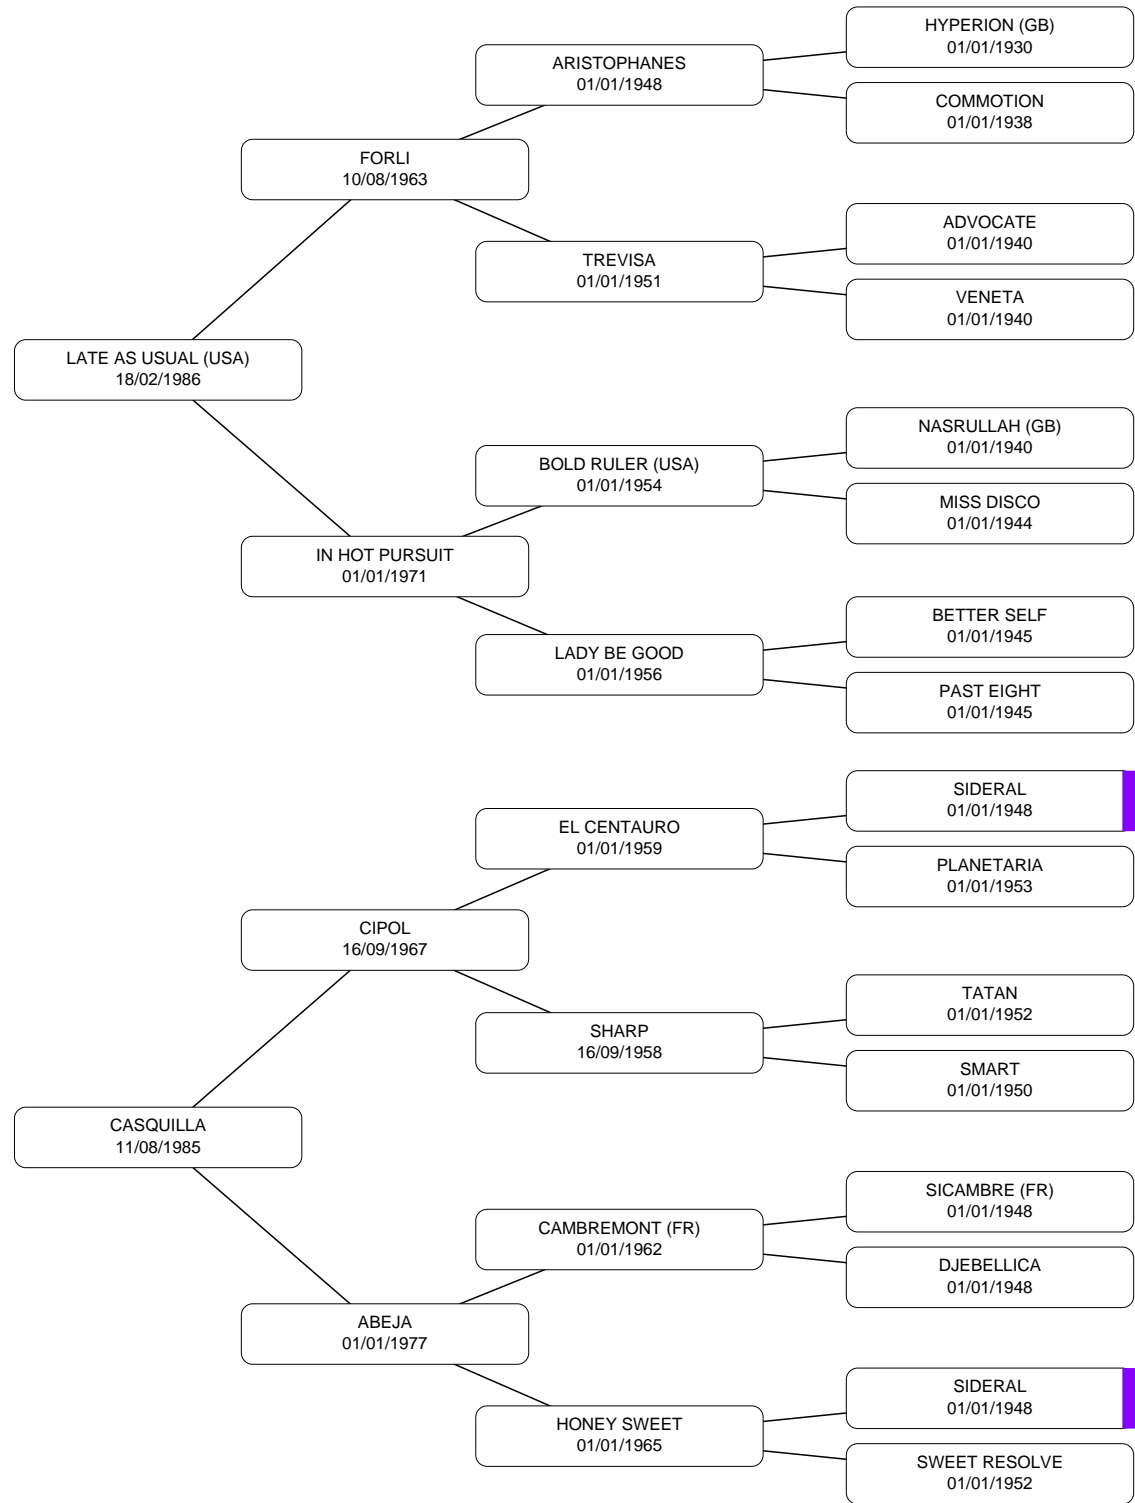 HYPERION (GB)
01/01/1930
ARISTOPHANES
01/01/1948
COMMOTION
01/01/1938
FORLI
10/08/1963
ADVOCATE
01/01/1940
TREVISA
01/01/1951
VENETA
01/01/1940
LATE AS USUAL (USA)
18/02/1986
NASRULLAH (GB)
01/01/1940
BOLD RULER (USA)
01/01/1954
MISS DISCO
01/01/1944
IN HOT PURSUIT
01/01/1971
BETTER SELF
01/01/1945
LADY BE GOOD
01/01/1956
PAST EIGHT
01/01/1945
SIDERAL
01/01/1948
EL CENTAURO
01/01/1959
PLANETARIA
01/01/1953
CIPOL
16/09/1967
TATAN
01/01/1952
SHARP
16/09/1958
SMART
01/01/1950
CASQUILLA
11/08/1985
SICAMBRE (FR)
01/01/1948
CAMBREMONT (FR)
01/01/1962
DJEBELLICA
01/01/1948
ABEJA
01/01/1977
SIDERAL
01/01/1948
HONEY SWEET
01/01/1965
SWEET RESOLVE
01/01/1952